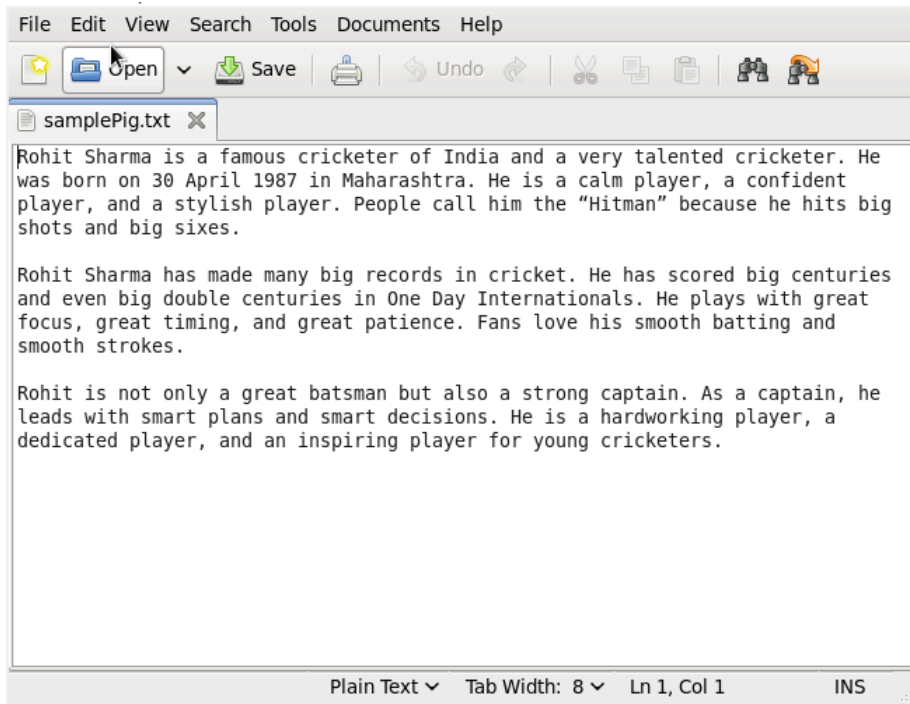 File Edit View Search Tools Documents Help
Open Save Undo
samplePig.txt
Rohit Sharma is a famous cricketer of India and a very talented cricketer. He
was born on 30 April 1987 in Maharashtra. He is a calm player, a confident
player, and a stylish player. People call him the “Hitman” because he hits big
shots and big sixes.
Rohit Sharma has made many big records in cricket. He has scored big centuries
and even big double centuries in One Day Internationals. He plays with great
focus, great timing, and great patience. Fans love his smooth batting and
smooth strokes.
Rohit is not only a great batsman but also a strong captain. As a captain, he
leads with smart plans and smart decisions. He is a hardworking player, a
dedicated player, and an inspiring player for young cricketers.
Plain Text Tab Width: 8 Ln 1, Col 1 INS